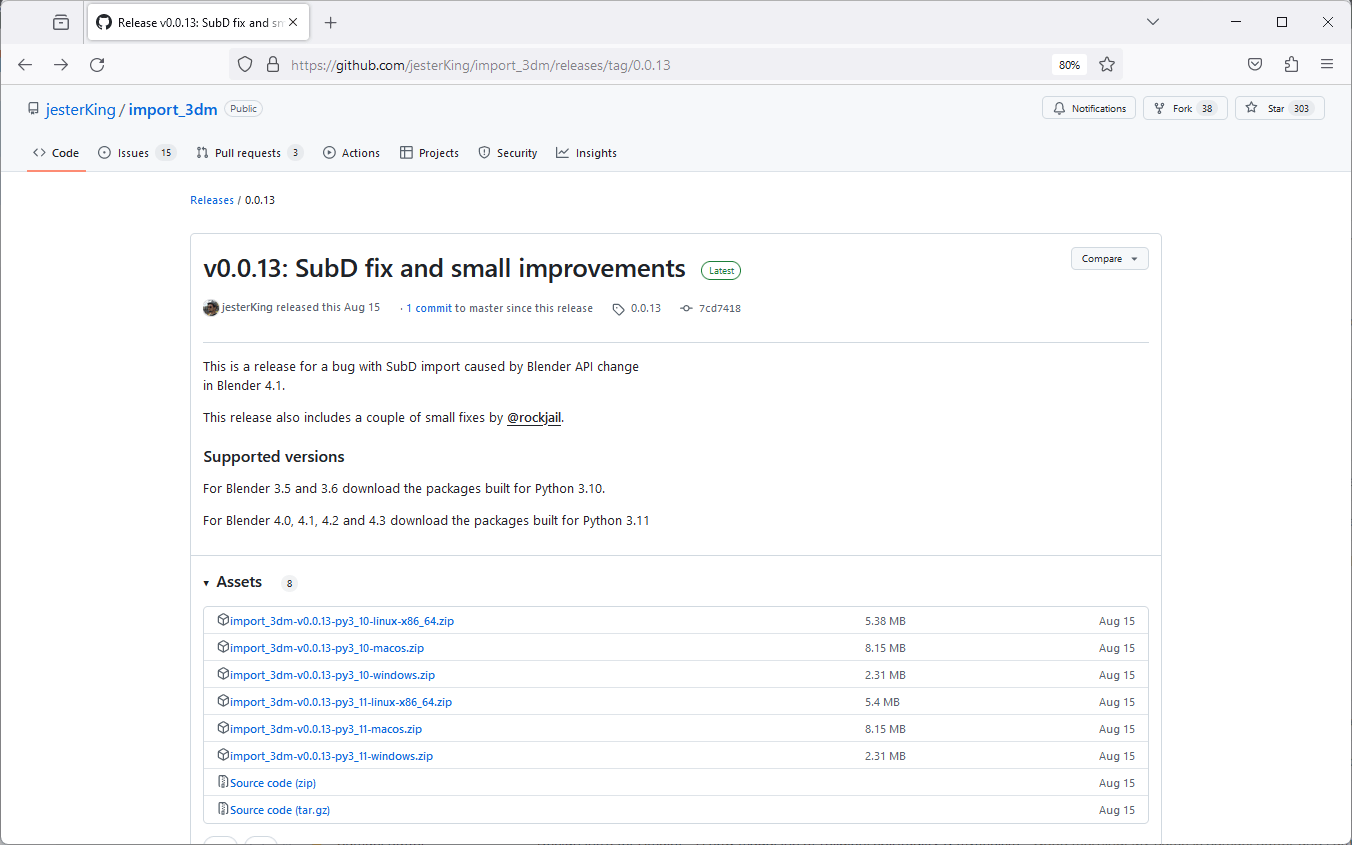 Release v0.0.13: SubD fix and sm
https://github.com/jesterKing/import_3dm/releases/tag/0.0.13
80%
jesterKing / import_3dm Public
Notifications
Fork 38
Star 303
Code
Issues 15
Pull requests 3
Actions
Projects
Security
Insights
Releases / 0.0.13
v0.0.13: SubD fix and small improvements Latest
Compare
jesterKing released this Aug 15 · 1 commit to master since this release 0.0.13 7cd7418
This is a release for a bug with SubD import caused by Blender API change
in Blender 4.1.
This release also includes a couple of small fixes by @rockjail.
Supported versions
For Blender 3.5 and 3.6 download the packages built for Python 3.10.
For Blender 4.0, 4.1, 4.2 and 4.3 download the packages built for Python 3.11
Assets 8
import_3dm-v0.0.13-py3_10-linux-x86_64.zip 5.38 MB Aug 15
import_3dm-v0.0.13-py3_10-macos.zip 8.15 MB Aug 15
import_3dm-v0.0.13-py3_10-windows.zip 2.31 MB Aug 15
import_3dm-v0.0.13-py3_11-linux-x86_64.zip 5.4 MB Aug 15
import_3dm-v0.0.13-py3_11-macos.zip 8.15 MB Aug 15
import_3dm-v0.0.13-py3_11-windows.zip 2.31 MB Aug 15
Source code (zip) Aug 15
Source code (tar.gz) Aug 15